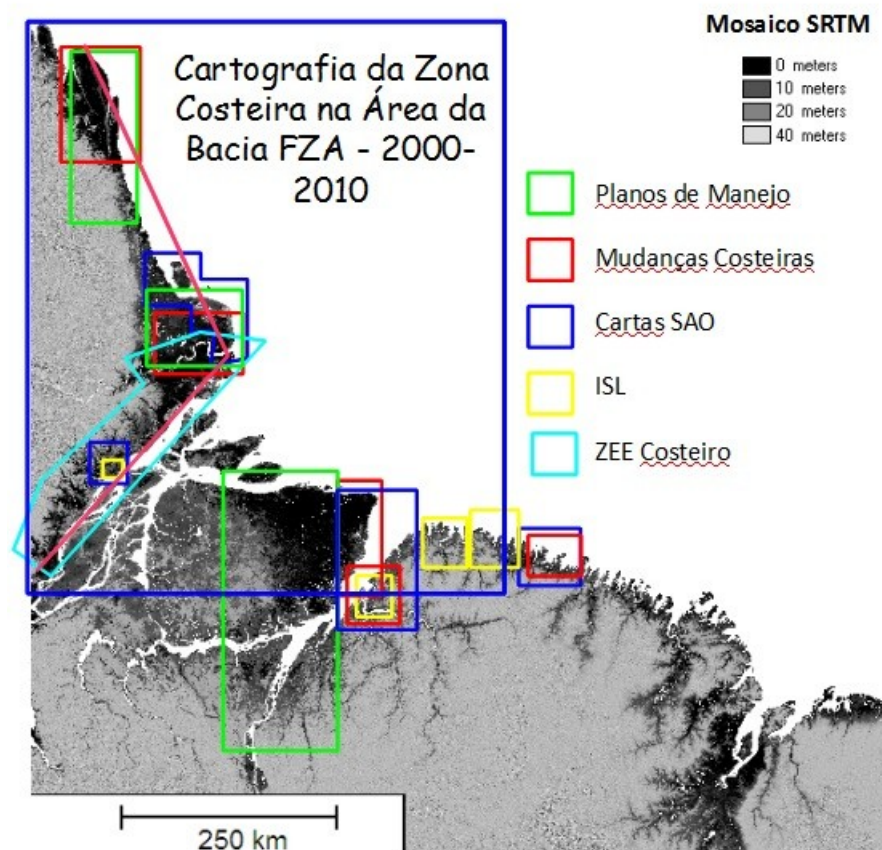 Cartografia da Zona
Costeira na Área da
Bacia FZA - 2000-
2010
Mosaico SRTM
0 meters
10 meters
20 meters
40 meters
Planos de Manejo
Mudanças Costeiras
Cartas SAO
ISL
ZEE Costeiro
250 km